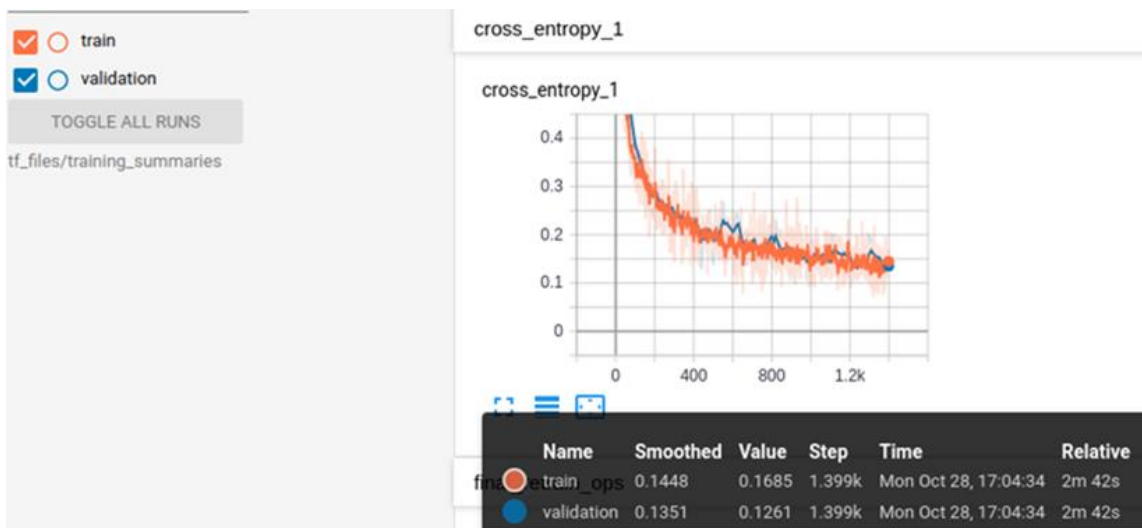 train
validation
TOGGLE ALL RUNS
tf_files/training_summaries
cross_entropy_1
cross_entropy_1
0.4
0.3
0.2
0.1
0
0 400 800 1.2k
Name Smoothed Value Step Time Relative
train 0.1448 0.1685 1.399k Mon Oct 28, 17:04:34 2m 42s
validation 0.1351 0.1261 1.399k Mon Oct 28, 17:04:34 2m 42s